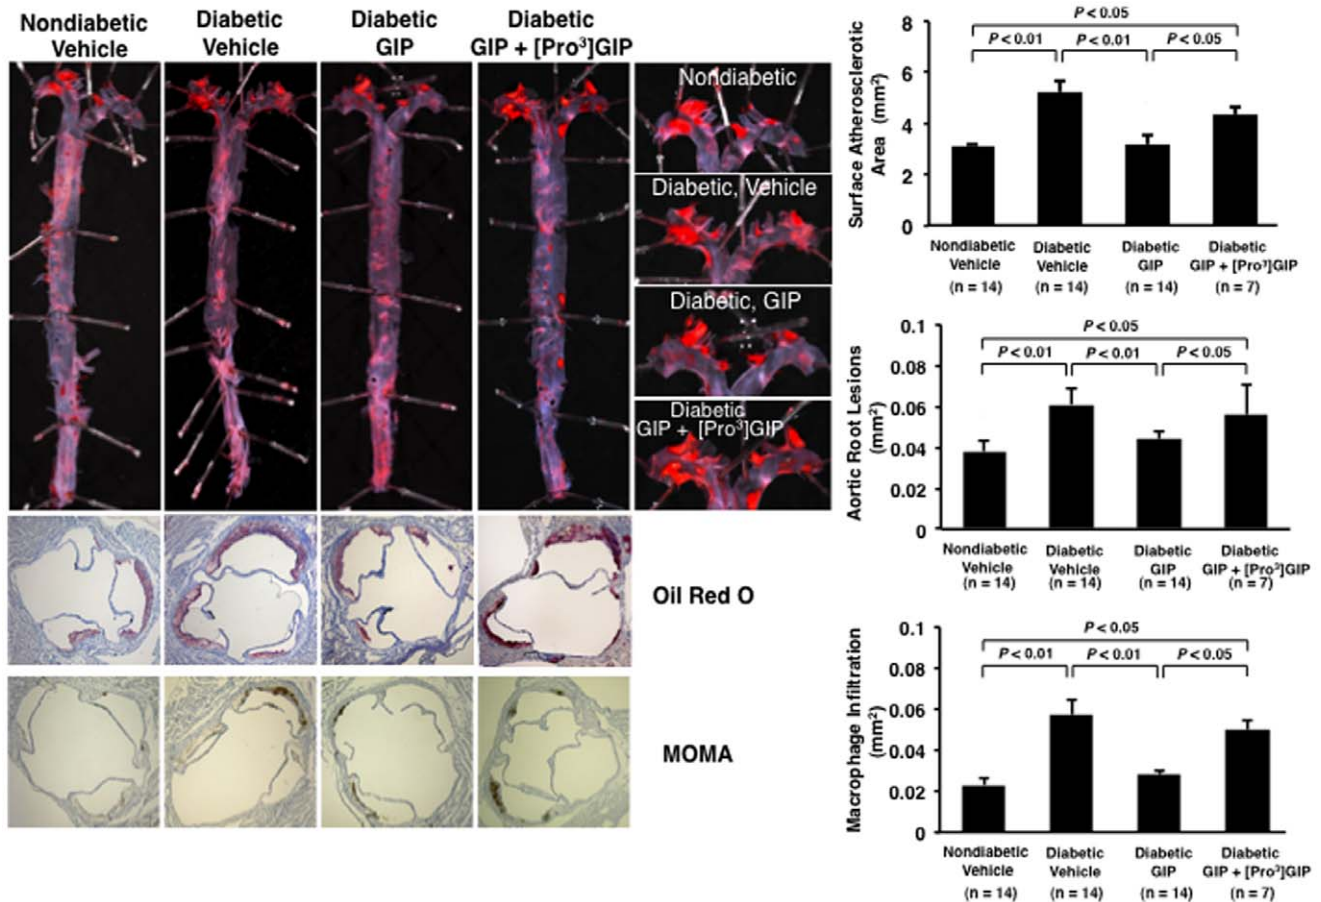 Nondiabetic
Vehicle
Diabetic
Vehicle
Diabetic
GIP
Diabetic
GIP + [Pro³]GIP
Nondiabetic
Diabetic, Vehicle
Diabetic, GIP
Diabetic
GIP + [Pro³]GIP
Oil Red O
MOMA
Surface Atherosclerotic
Area (mm²)
8
6
4
2
0
P < 0.05
P < 0.01
P < 0.01
P < 0.05
Nondiabetic
Vehicle
(n = 14)
Diabetic
Vehicle
(n = 14)
Diabetic
GIP
(n = 14)
Diabetic
GIP + [Pro³]GIP
(n = 7)
Aortic Root Lesions
(mm²)
0.1
0.08
0.06
0.04
0.02
0
P < 0.05
P < 0.01
P < 0.01
P < 0.05
Nondiabetic
Vehicle
(n = 14)
Diabetic
Vehicle
(n = 14)
Diabetic
GIP
(n = 14)
Diabetic
GIP + [Pro³]GIP
(n = 7)
Macrophage Infiltration
(mm²)
0.1
0.08
0.06
0.04
0.02
0
P < 0.05
P < 0.01
P < 0.01
P < 0.05
Nondiabetic
Vehicle
(n = 14)
Diabetic
Vehicle
(n = 14)
Diabetic
GIP
(n = 14)
Diabetic
GIP + [Pro³]GIP
(n = 7)